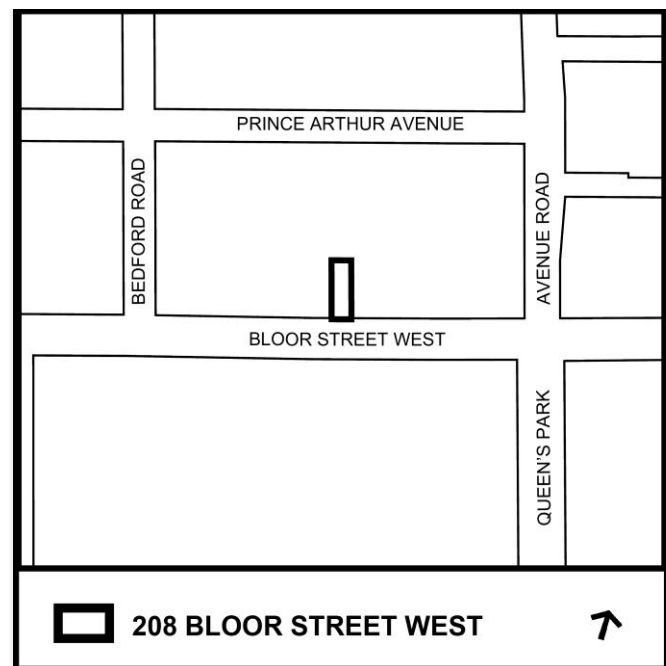 PRINCE ARTHUR AVENUE
BEDFORD ROAD
AVENUE ROAD
BLOOR STREET WEST
QUEEN'S PARK
208 BLOOR STREET WEST